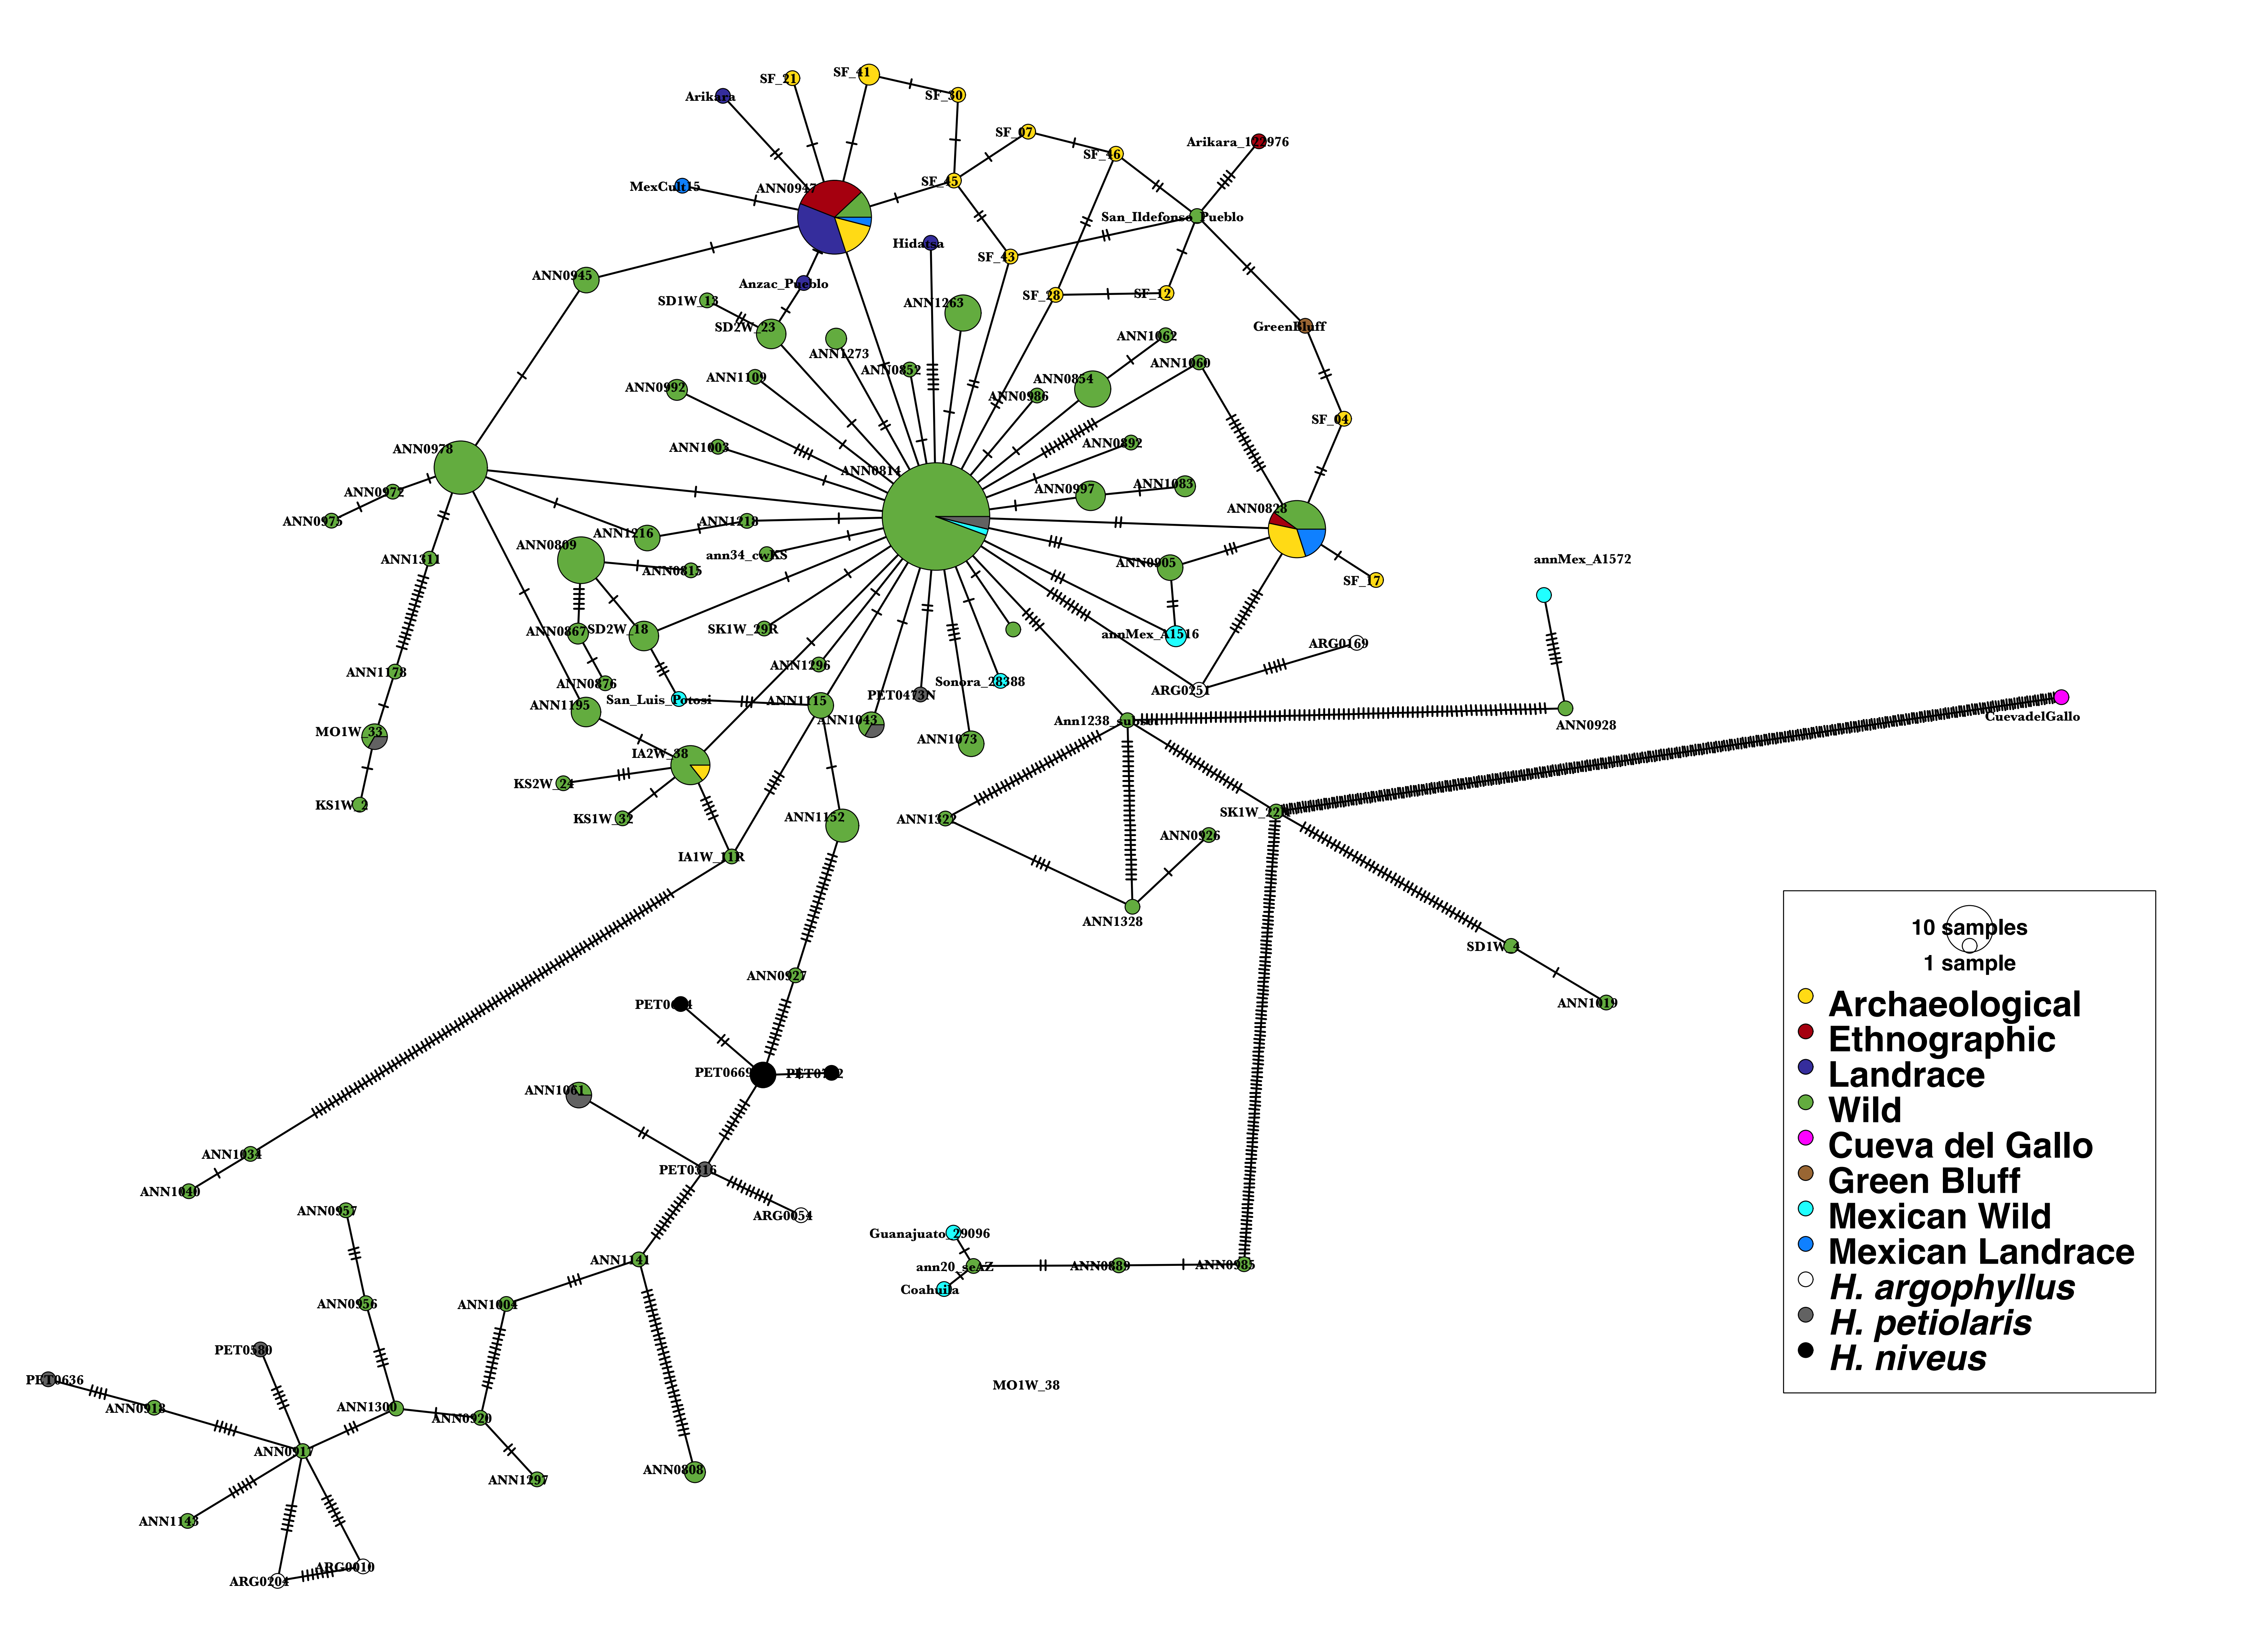 SF_21
SF_41
Arikara
SF_30
SF_07
Arikara_122976
SF_46
MexCult15
ANN0947
SF_45
San_Ildefonso_Pueblo
Hidatsa
SF_43
ANN0945
Anzac_Pueblo
SD1W_13
ANN1263
SF_28
SF_12
SD2W_23
GreenBluff
ANN1062
ANN1273
ANN1060
ANN0852
ANN1109
ANN0992
ANN0854
ANN0986
SF_04
ANN0978
ANN1003
ANN0892
ANN0814
ANN0972
ANN0997
ANN1083
ANN0828
ANN0975
ANN1216
ANN1218
ANN0809
ann34_cwKS
ANN1311
ANN0815
ANN0905
annMex_A1572
SF_17
ANN0867
SD2W_18
SK1W_29R
annMex_A1516
ARG0169
ANN1178
ANN1296
ANN0876
Sonora_28388
ARG0251
PET0473N
San_Luis_Potosi
ANN1115
ANN1195
ANN1043
Ann1238_subset
ANN0928
CuevadelGallo
MO1W_33
ANN1073
IA2W_38
KS2W_24
KS1W_2
KS1W_32
ANN1152
ANN1322
SK1W_22R
ANN0926
IA1W_11R
ANN1328
SD1W_4
ANN0927
ANN1019
10 samples
1 sample
Archaeological
Ethnographic
Landrace
Wild
Cueva del Gallo
Green Bluff
Mexican Wild
Mexican Landrace
H. argophyllus
H. petiolaris
H. niveus
PET0669
ANN1061
ANN1034
PET0316
ANN1040
ANN0957
ARG0054
Guanajuato_29096
ANN1141
ann20_seAZ
ANN0889
ANN0985
Coahuila
ANN0956
ANN1004
PET0580
PET0636
MO1W_38
ANN0918
ANN1300
ANN0920
ANN0917
ANN1297
ANN0808
ANN1143
ARG0010
ARG0204